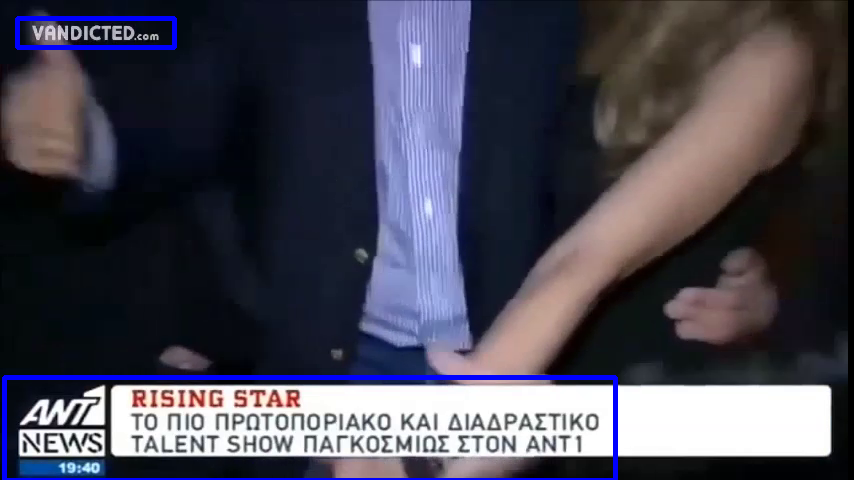 VANDICTED.com
RISING STAR
ΤΟ ΠΙΟ ΠΡΩΤΟΠΟΡΙΑΚΟ ΚΑΙ ΔΙΑΔΡΑΣΤΙΚΟ
TALENT SHOW ΠΑΓΚΟΣΜΙΩΣ ΣΤΟΝ ΑΝΤ1
ANT1
NEWS
19:40